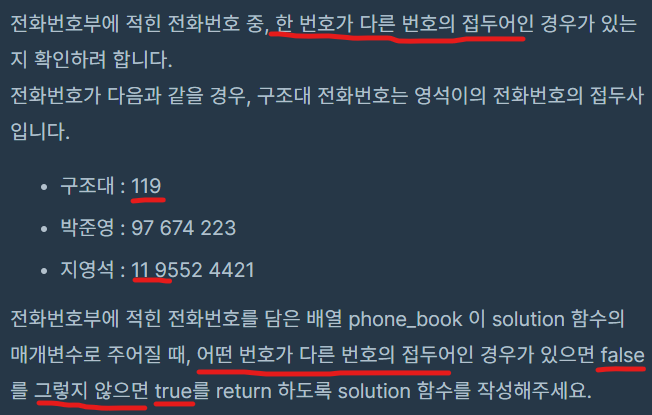 전화번호부에 적힌 전화번호 중, 한 번호가 다른 번호의 접두어인 경우가 있는
지 확인하려 합니다.
전화번호가 다음과 같을 경우, 구조대 전화번호는 영석이의 전화번호의 접두사
입니다.
• 구조대 : 119
• 박준영 : 97 674 223
• 지영석 : 11 9552 4421
전화번호부에 적힌 전화번호를 담은 배열 phone_book 이 solution 함수의
매개변수로 주어질 때, 어떤 번호가 다른 번호의 접두어인 경우가 있으면 false
를 그렇지 않으면 true를 return 하도록 solution 함수를 작성해주세요.